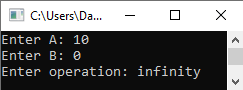 C:\Users\Da...
Enter A: 10
Enter B: 0
Enter operation: infinity